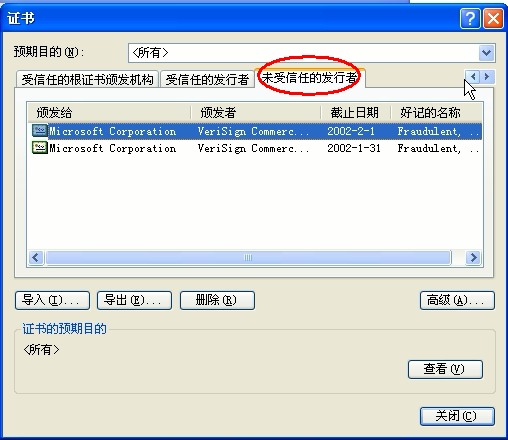 证书
预期目的(N): <所有>
受信任的根证书颁发机构 受信任的发行者 未受信任的发行者
颁发给 颁发者 截止日期 好记的名称
Microsoft Corporation VeriSign Commerc... 2002-2-1 Fraudulent, ..
Microsoft Corporation VeriSign Commerc... 2002-1-31 Fraudulent, ..
导入(I)... 导出(E)... 删除(R) 高级(A)...
证书的预期目的
<所有>
查看(V)
关闭(C)